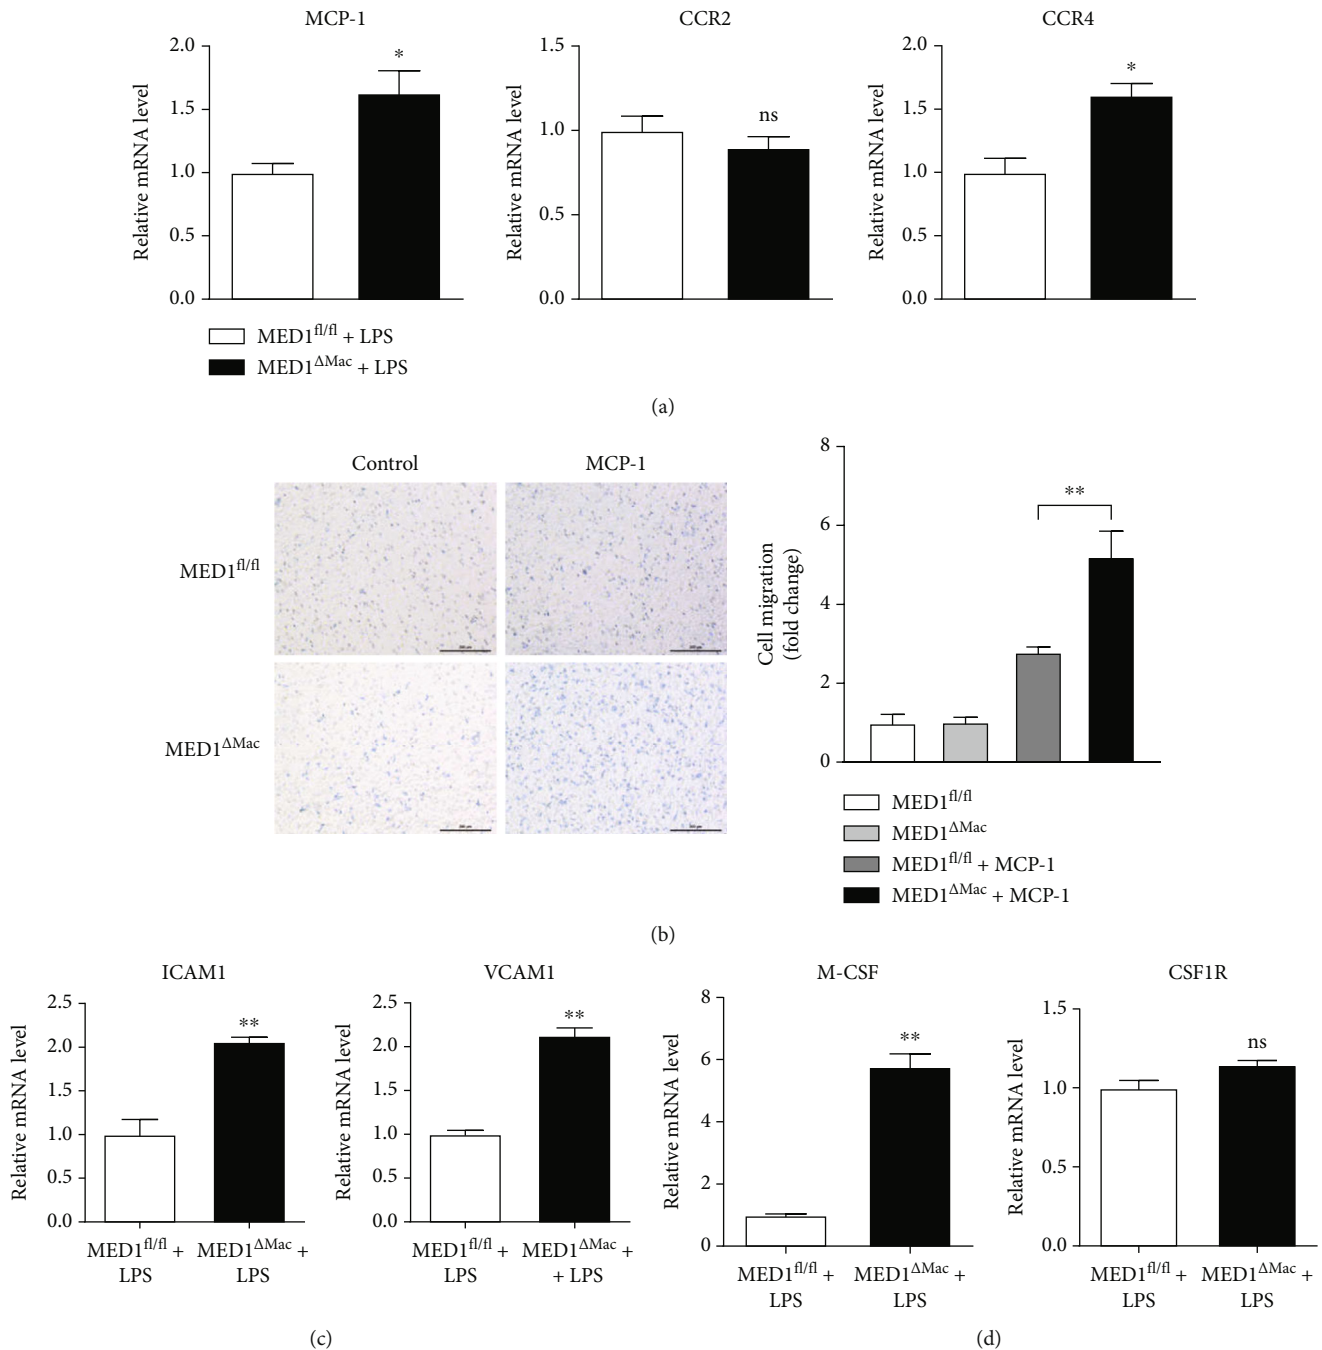 MCP-1
CCR2
CCR4
Relative mRNA level
2.0
1.5
1.0
0.5
0.0
*
Relative mRNA level
1.5
1.0
0.5
0.0
ns
Relative mRNA level
2.0
1.5
1.0
0.5
0.0
*
MED1fl/fl + LPS
MED1ΔMac + LPS
(a)
Control
MCP-1
MED1fl/fl
MED1ΔMac
Cell migration
(fold change)
8
6
4
2
0
**
MED1fl/fl
MED1ΔMac
MED1fl/fl + MCP-1
MED1ΔMac + MCP-1
(b)
ICAM1
Relative mRNA level
2.5
2.0
1.5
1.0
0.5
0.0
**
MED1fl/fl +
LPS
MED1ΔMac +
LPS
VCAM1
Relative mRNA level
2.5
2.0
1.5
1.0
0.5
0.0
**
MED1fl/fl +
LPS
MED1ΔMac +
+ LPS
(c)
M-CSF
Relative mRNA level
8
6
4
2
0
**
MED1fl/fl +
LPS
MED1ΔMac +
LPS
CSF1R
Relative mRNA level
1.5
1.0
0.5
0.0
ns
MED1fl/fl +
LPS
MED1ΔMac +
LPS
(d)